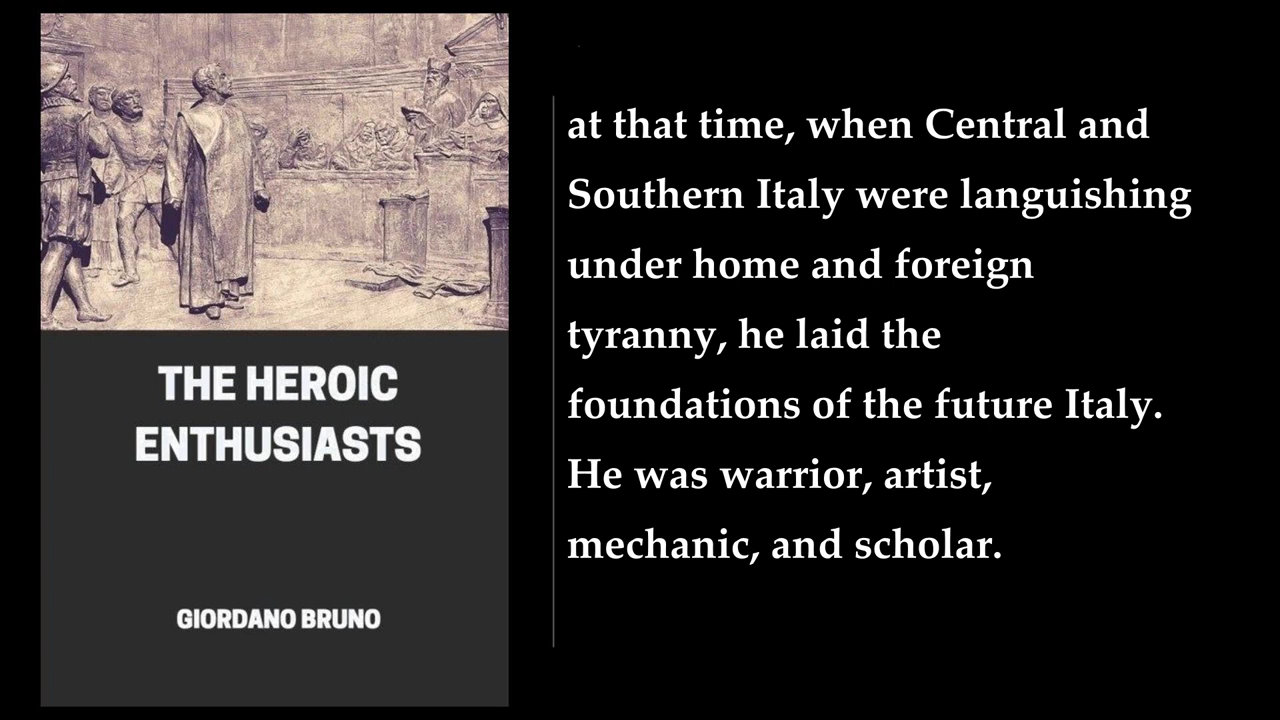 THE HEROIC
ENTHUSIASTS
GIORDANO BRUNO
at that time, when Central and
Southern Italy were languishing
under home and foreign
tyranny, he laid the
foundations of the future Italy.
He was warrior, artist,
mechanic, and scholar.